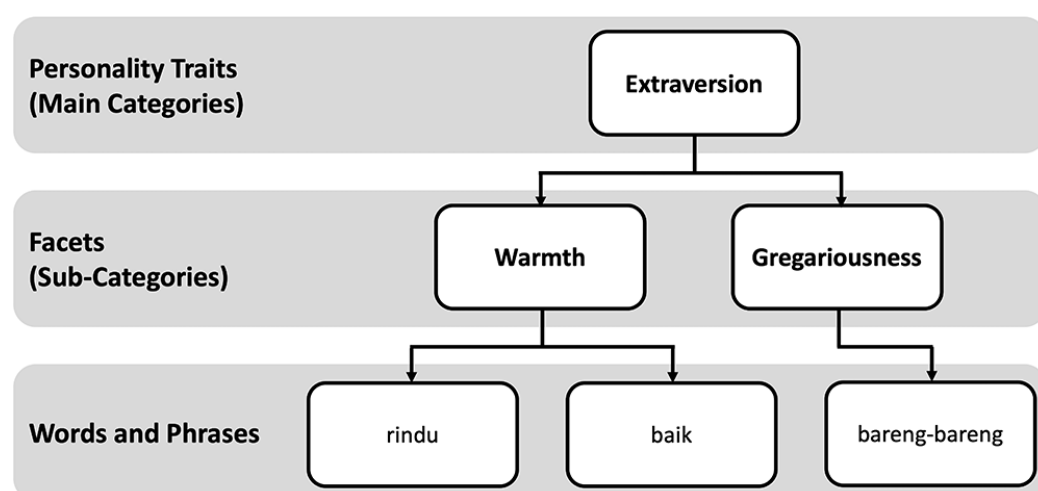 Personality Traits
(Main Categories)
Extraversion
Facets
(Sub-Categories)
Warmth
Gregariousness
Words and Phrases
rindu
baik
bareng-bareng